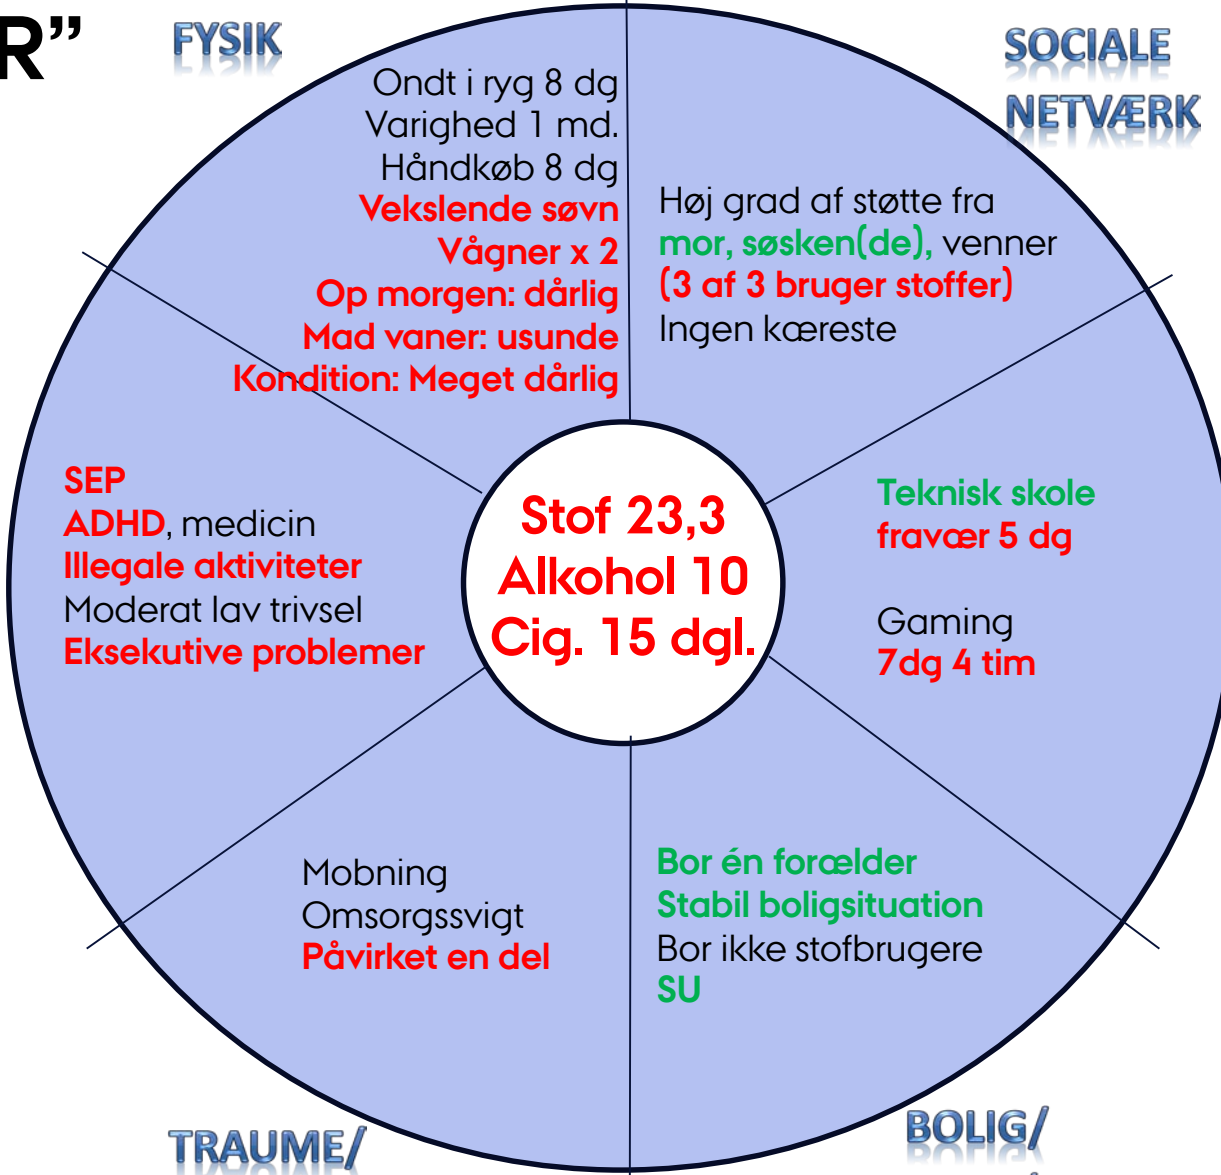 R”
FYSIK
SOCIALE
NETVÆRK
Ondt i ryg 8 dg
Varighed 1 md.
Håndkøb 8 dg
Vekslende søvn
Vågner x 2
Op morgen: dårlig
Mad vaner: usunde
Kondition: Meget dårlig
Høj grad af støtte fra
mor, søsken(de), venner
(3 af 3 bruger stoffer)
Ingen kæreste
SEP
ADHD, medicin
Illegale aktiviteter
Moderat lav trivsel
Eksekutive problemer
Stof 23,3
Alkohol 10
Cig. 15 dgl.
Teknisk skole
fravær 5 dg
Gaming
7dg 4 tim
Mobning
Omsorgssvigt
Påvirket en del
Bor én forælder
Stabil boligsituation
Bor ikke stofbrugere
SU
TRAUME/
BOLIG/